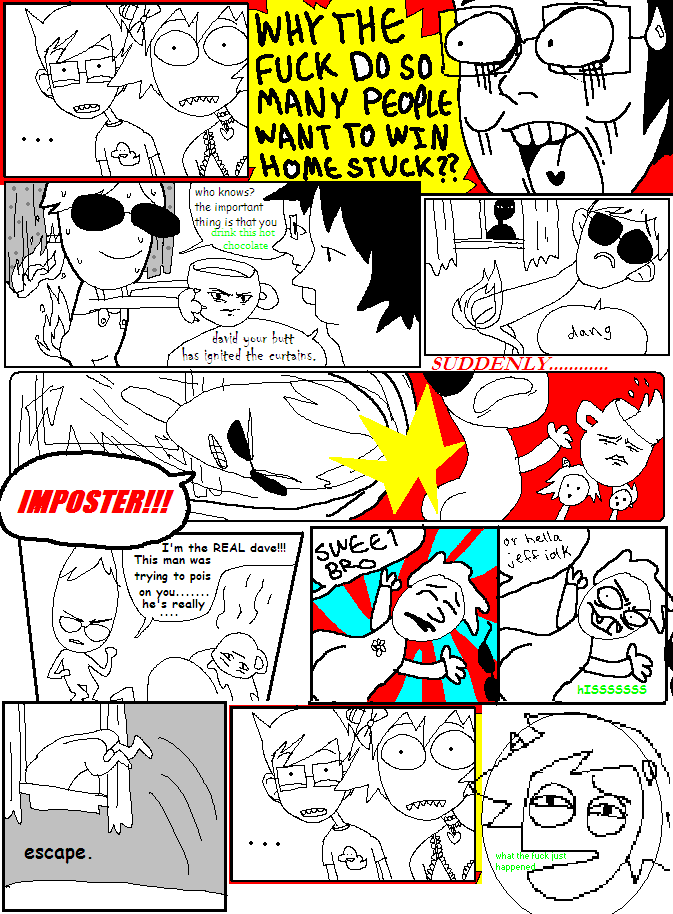 ...
WHY THE
FUCK DO SO
MANY PEOPLE
WANT TO WIN
HOMESTUCK??
who knows?
the important
thing is that you
drink this hot
chocolate
david your butt
has ignited the curtains.
dang
SUDDENLY............
IMPOSTER!!!
I'm the REAL dave!!!
This man was
trying to pois
on you.......
he's really
....
SWEET
BRO
or hella
jeff idk
hISSSSSSS
escape.
...
what the fuck just
happened